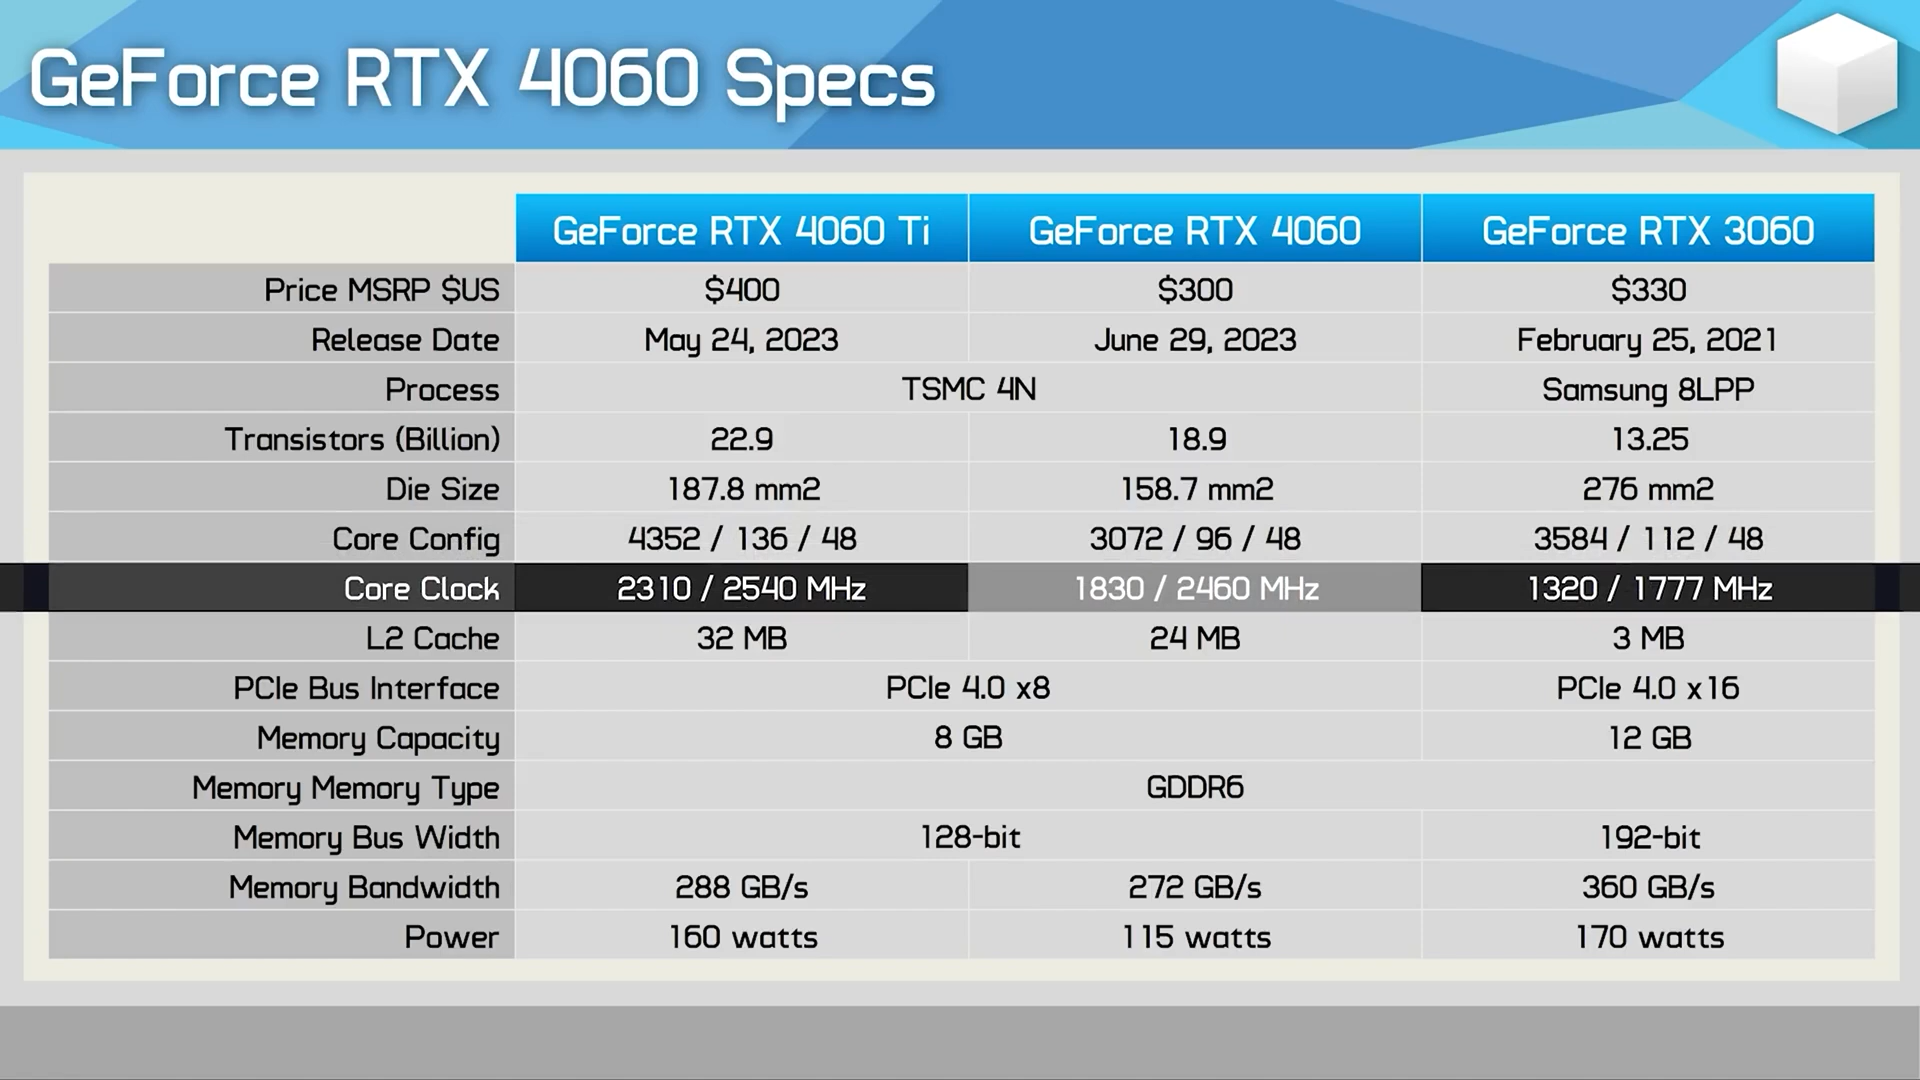 GeForce RTX 4060 Specs
GeForce RTX 4060 Ti GeForce RTX 4060 GeForce RTX 3060
Price MSRP $US $400 $300 $330
Release Date May 24, 2023 June 29, 2023 February 25, 2021
Process TSMC 4N Samsung 8LPP
Transistors (Billion) 22.9 18.9 13.25
Die Size 187.8 mm2 158.7 mm2 276 mm2
Core Config 4352 / 136 / 48 3072 / 96 / 48 3584 / 112 / 48
Core Clock 2310 / 2540 MHz 1830 / 2460 MHz 1320 / 1777 MHz
L2 Cache 32 MB 24 MB 3 MB
PCIe Bus Interface PCIe 4.0 x8 PCIe 4.0 x16
Memory Capacity 8 GB 12 GB
Memory Memory Type GDDR6
Memory Bus Width 128-bit 192-bit
Memory Bandwidth 288 GB/s 272 GB/s 360 GB/s
Power 160 watts 115 watts 170 watts